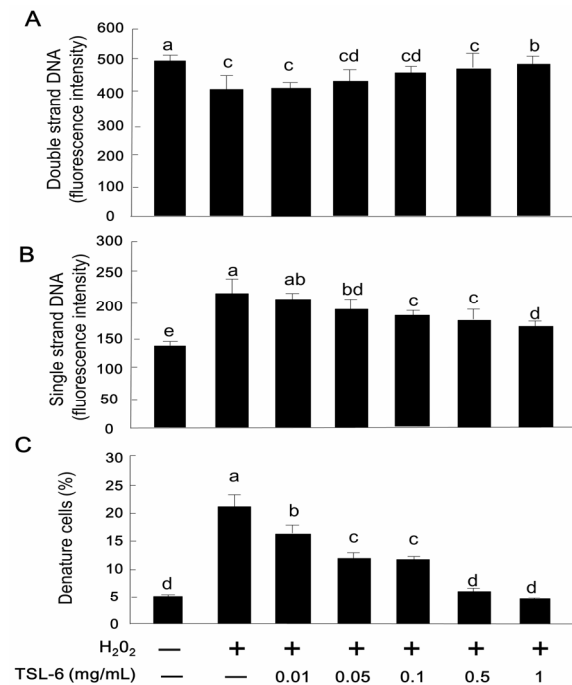 A
600
500
400
300
200
100
0
Double strand DNA
(fluorescence intensity)
a
c
c
cd
cd
c
b
B
300
250
200
150
100
50
0
Single strand DNA
(fluorescence intensity)
e
a
ab
bd
c
c
d
C
30
25
20
15
10
5
0
Denature cells (%)
d
a
b
c
c
d
d
H₂0₂ — + + + + + +
TSL-6 (mg/mL) — — 0.01 0.05 0.1 0.5 1